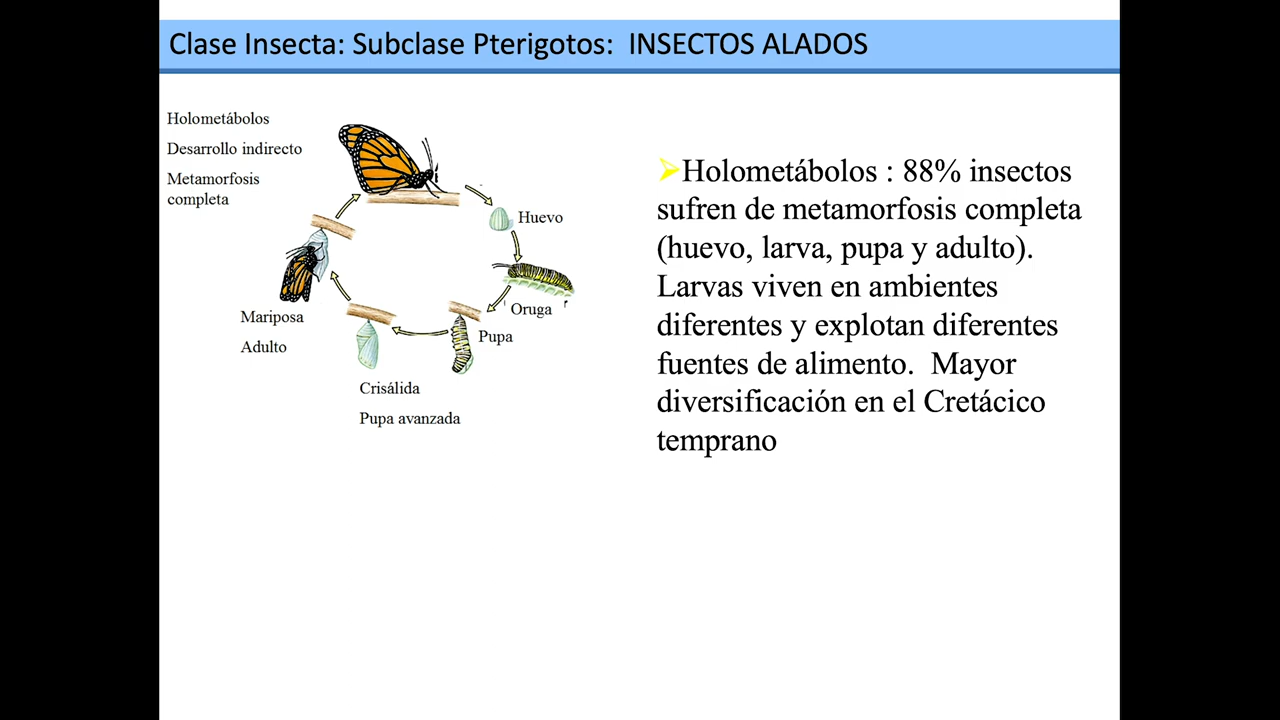 Clase Insecta: Subclase Pterigotos: INSECTOS ALADOS
Holometábolos
Desarrollo indirecto
Metamorfosis
completa
Huevo
Oruga
Pupa
Crisálida
Pupa avanzada
Mariposa
Adulto
Holometábolos : 88% insectos
sufren de metamorfosis completa
(huevo, larva, pupa y adulto).
Larvas viven en ambientes
diferentes y explotan diferentes
fuentes de alimento. Mayor
diversificación en el Cretácico
temprano